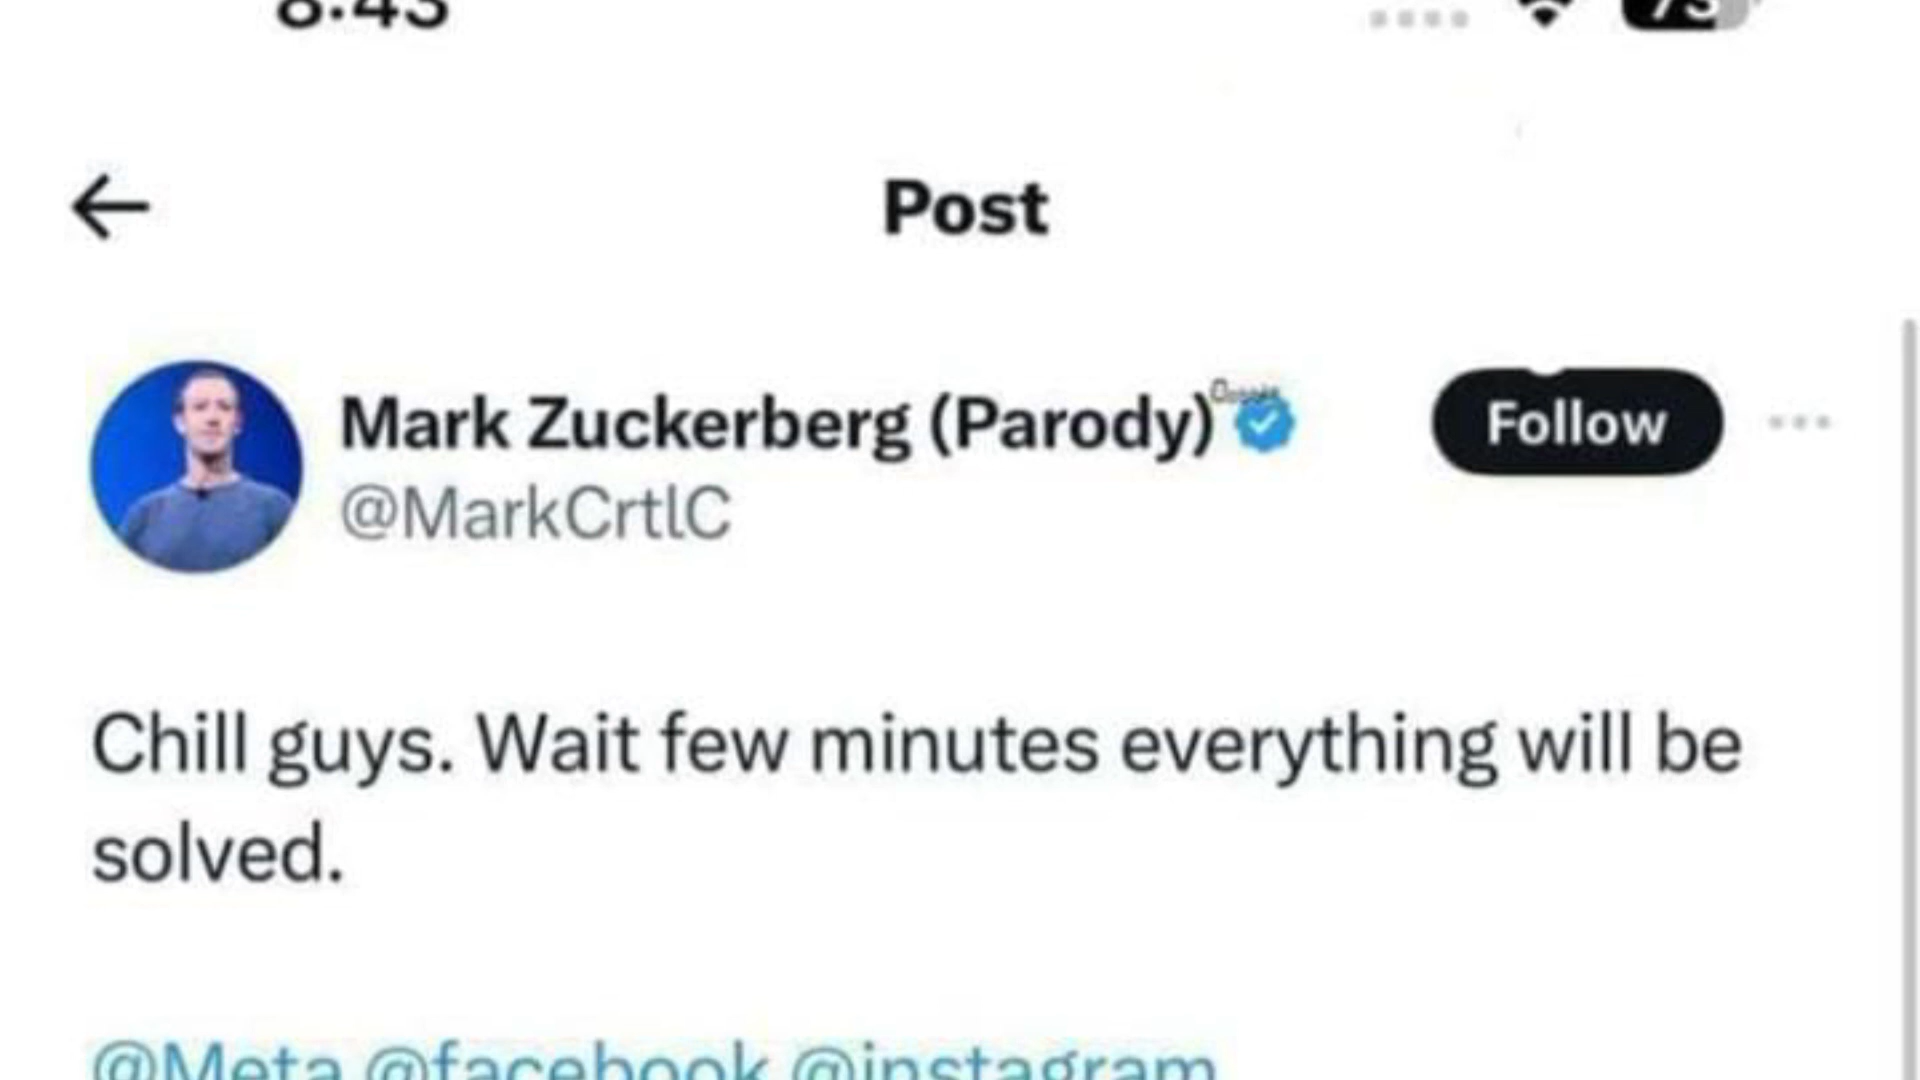 8:43
73
Post
Mark Zuckerberg (Parody)
Follow
@MarkCrtlC
Chill guys. Wait few minutes everything will be
solved.
@Meta @facebook @instagram